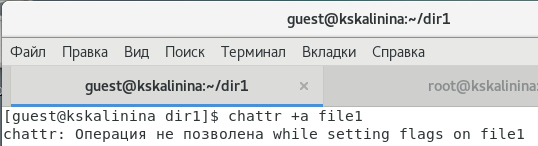 guest@kskalinina:~/dir1
Файл Правка Вид Поиск Терминал Вкладки Справка
guest@kskalinina:~/dir1 × root@kskalinina:~
[guest@kskalinina dir1]$ chattr +a file1
chattr: Операция не позволена while setting flags on file1